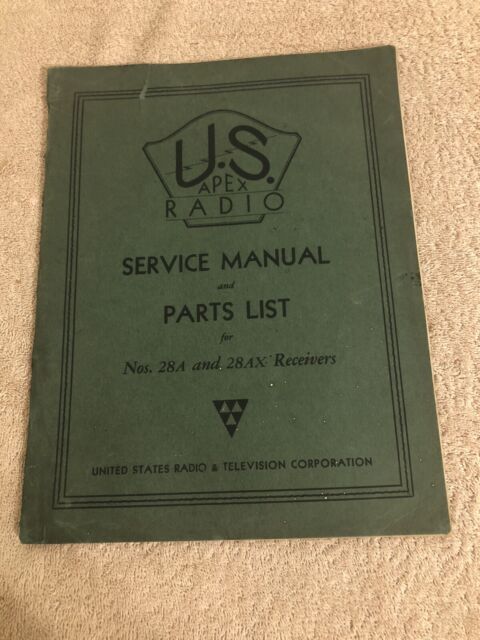 U.S.
APEX
RADIO
SERVICE MANUAL
and
PARTS LIST
for
Nos. 28A and 28AX Receivers
UNITED STATES RADIO & TELEVISION CORPORATION